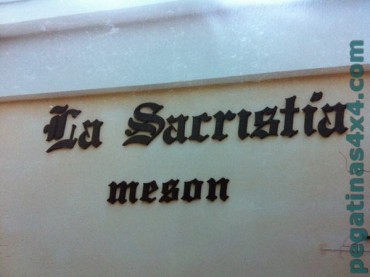 La Sacristia
meson
pegatinas4x4.com